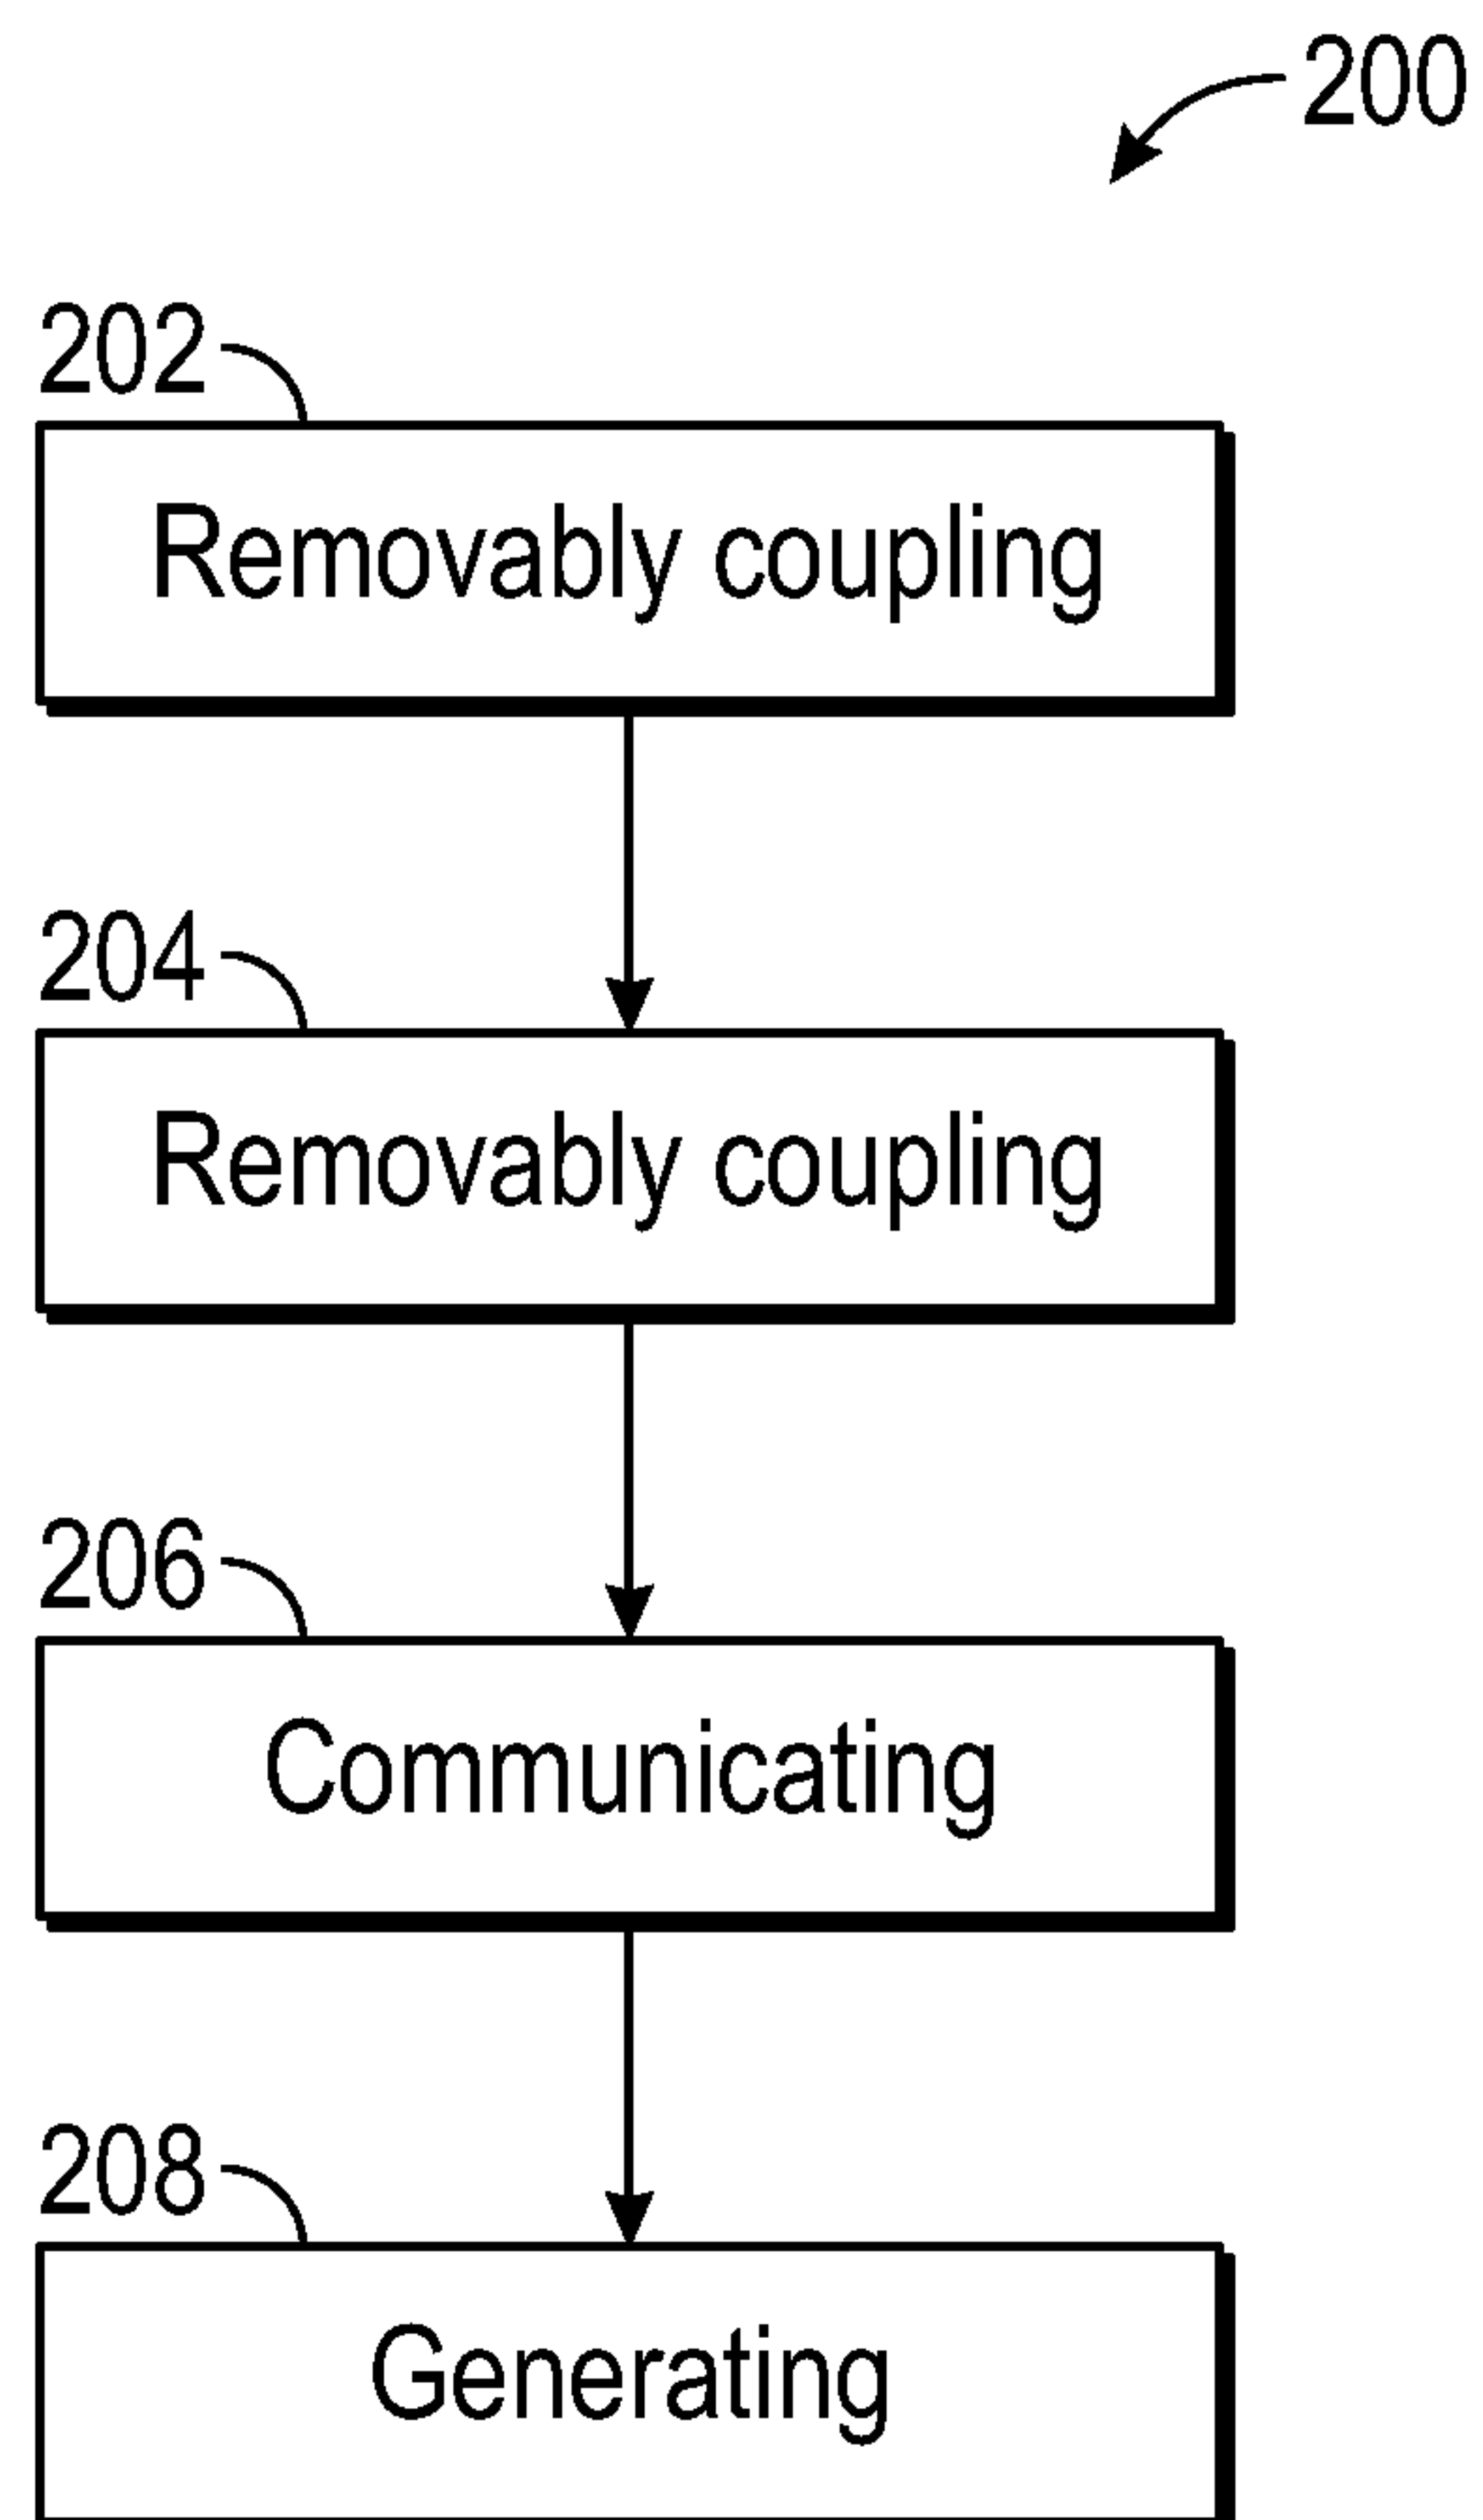 200
202
Removably coupling
204
Removably coupling
206
Communicating
208
Generating